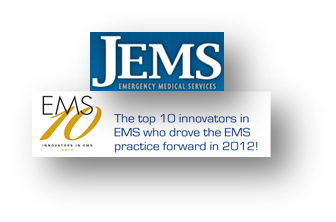 JEMS
EMERGENCY MEDICAL SERVICES
EMS
10
INNOVATORS IN EMS
2012
The top 10 innovators in
EMS who drove the EMS
practice forward in 2012!